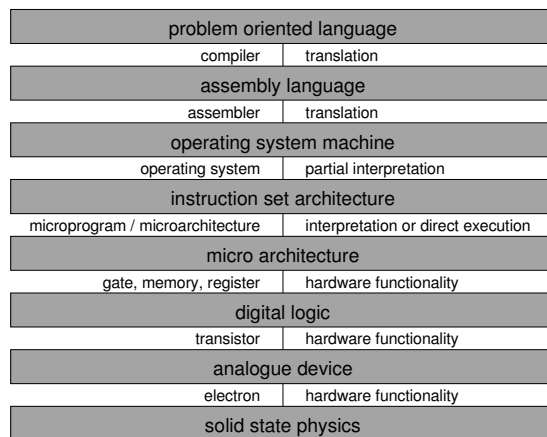 problem oriented language
compiler translation
assembly language
assembler translation
operating system machine
operating system partial interpretation
instruction set architecture
microprogram / microarchitecture interpretation or direct execution
micro architecture
gate, memory, register hardware functionality
digital logic
transistor hardware functionality
analogue device
electron hardware functionality
solid state physics